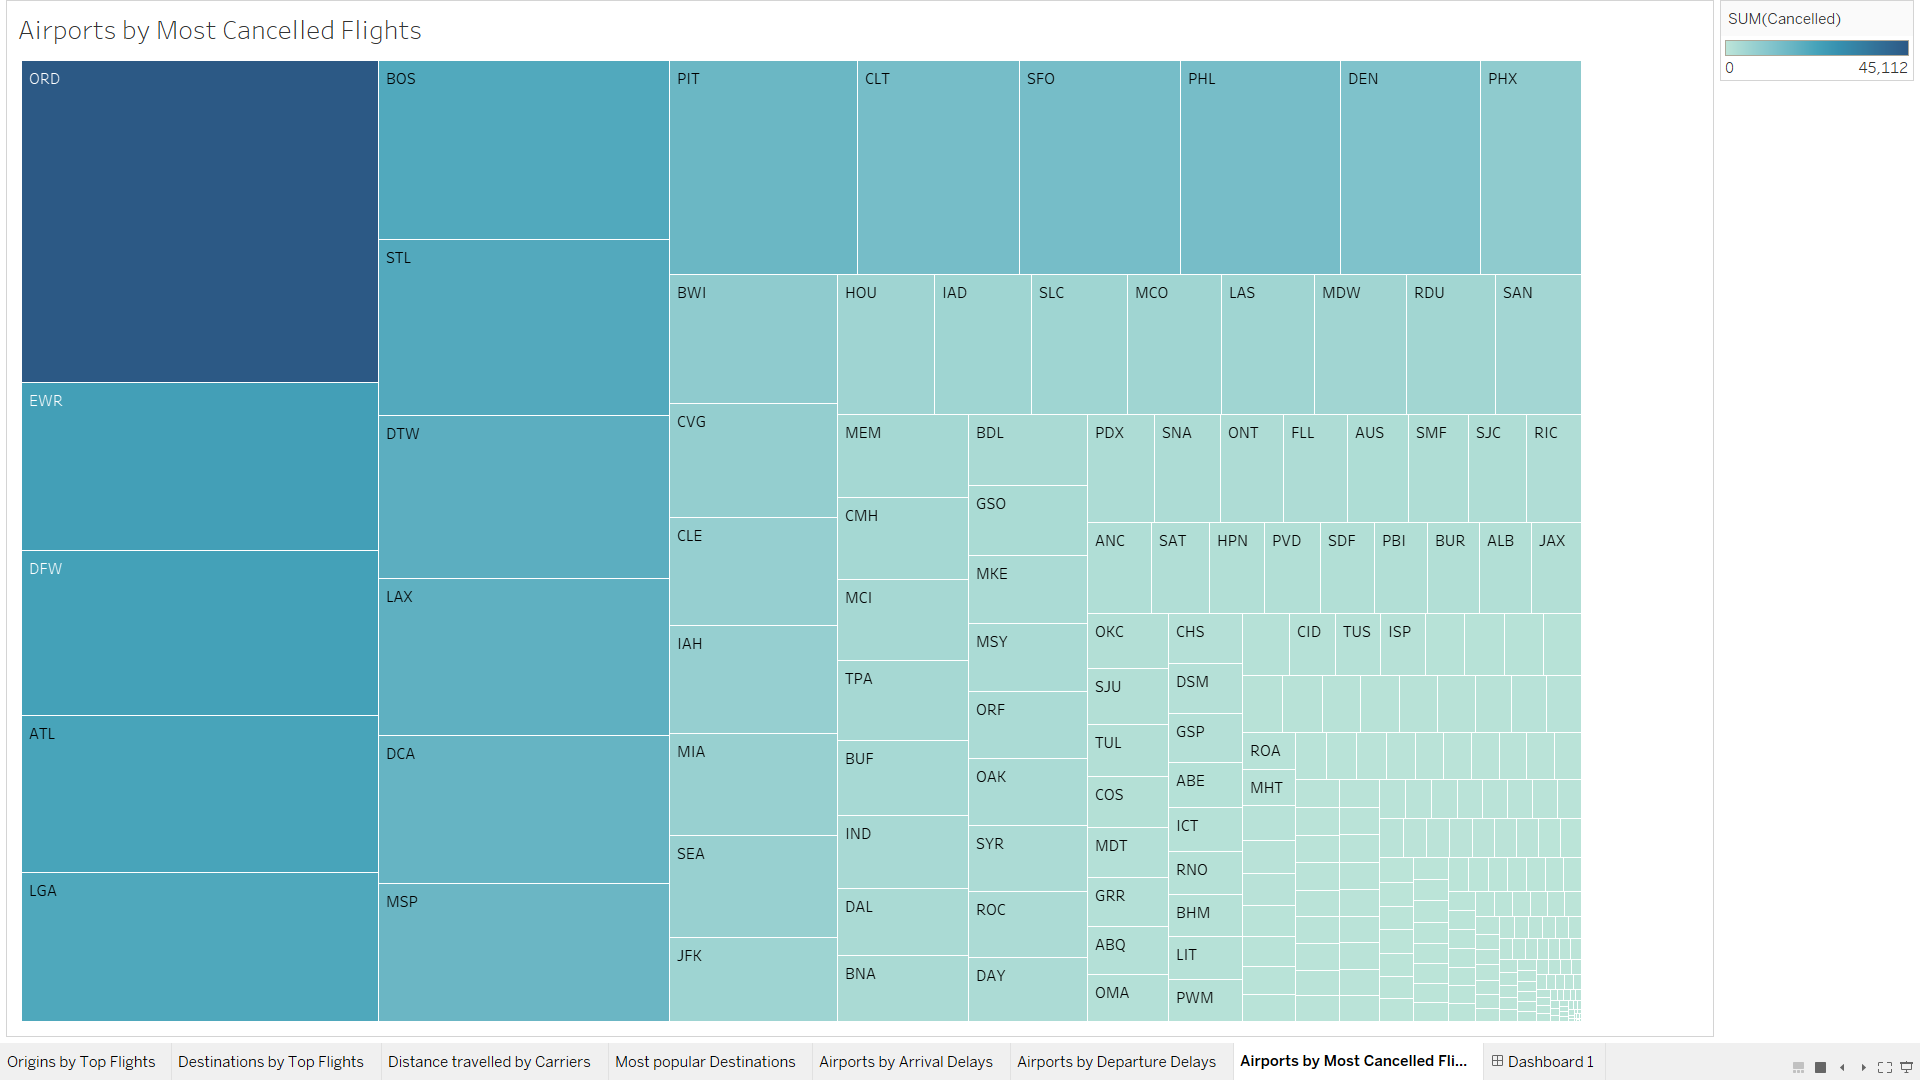 Airports by Most Cancelled Flights
SUM(Cancelled)
0 45,112
ORD
EWR
DFW
ATL
LGA
BOS
STL
DTW
LAX
DCA
MSP
PIT CLT SFO PHL DEN PHX
BWI
CVG
CLE
IAH
MIA
SEA
JFK
HOU IAD SLC MCO LAS MDW RDU SAN
MEM
CMH
MCI
TPA
BUF
IND
DAL
BNA
BDL
GSO
MKE
MSY
ORF
OAK
SYR
ROC
DAY
PDX SNA ONT FLL AUS SMF SJC RIC
ANC SAT HPN PVD SDF PBI BUR ALB JAX
OKC
SJU
TUL
COS
MDT
GRR
ABQ
OMA
CHS
DSM
GSP
ABE
ICT
RNO
BHM
LIT
PWM
CID TUS ISP
ROA
MHT
Origins by Top Flights Destinations by Top Flights Distance travelled by Carriers Most popular Destinations Airports by Arrival Delays Airports by Departure Delays Airports by Most Cancelled Fli... Dashboard 1